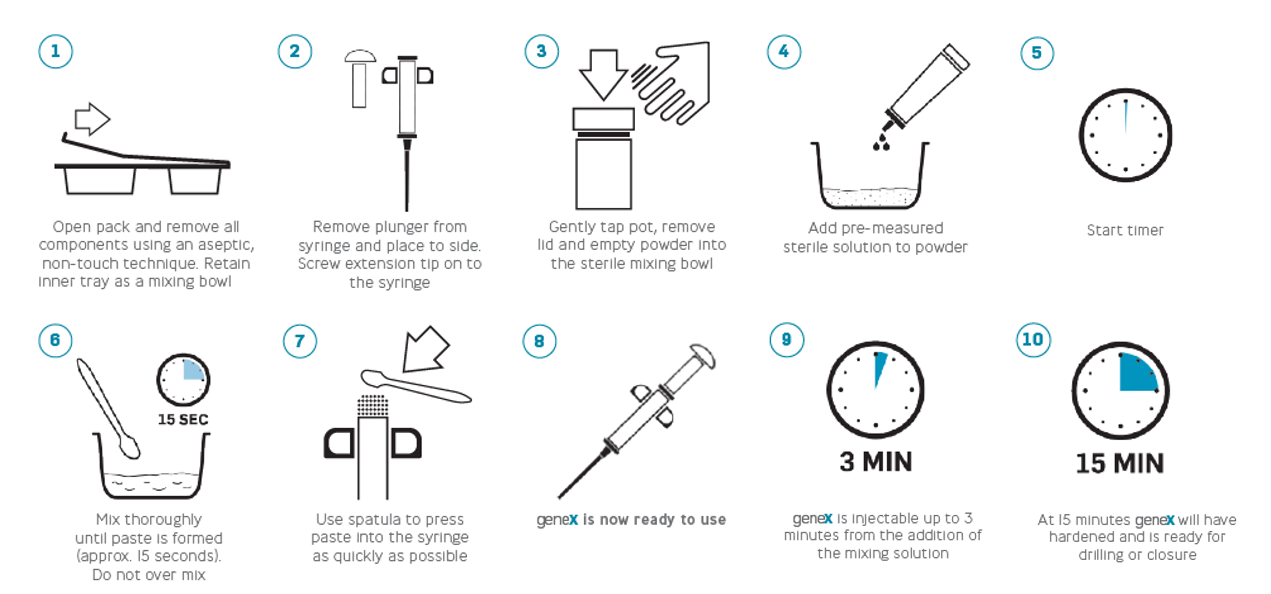 1
Open pack and remove all
components using an aseptic,
non-touch technique. Retain
inner tray as a mixing bowl
2
Remove plunger from
syringe and place to side.
Screw extension tip on to
the syringe
3
Gently tap pot, remove
lid and empty powder into
the sterile mixing bowl
4
Add pre-measured
sterile solution to powder
5
Start timer
6
15 SEC
Mix thoroughly
until paste is formed
(approx. 15 seconds).
Do not over mix
7
Use spatula to press
paste into the syringe
as quickly as possible
8
geneX is now ready to use
9
3 MIN
geneX is injectable up to 3
minutes from the addition of
the mixing solution
10
15 MIN
At 15 minutes geneX will have
hardened and is ready for
drilling or closure